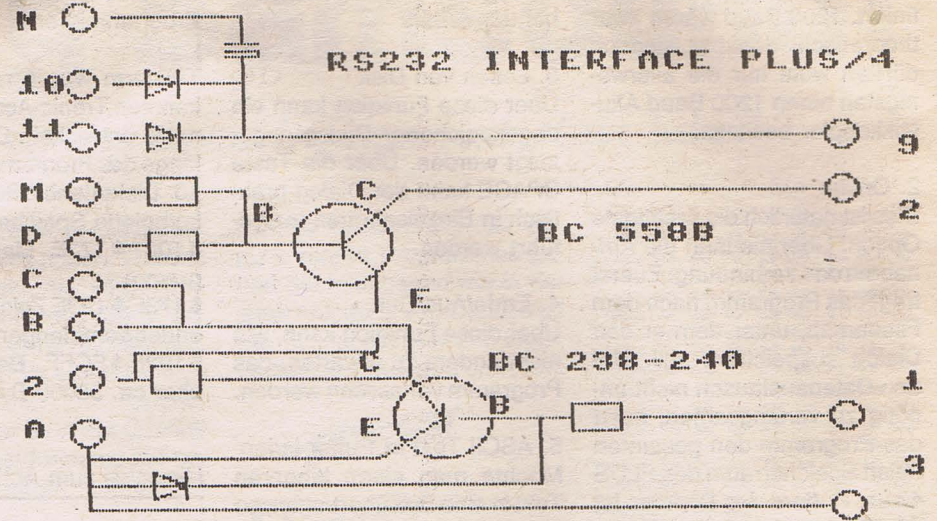 N
RS232 INTERFACE PLUS/4
10
11
9
M
C
2
B
D
BC 558B
C
E
B
C
BC 238-240
2
1
B
A
E
3